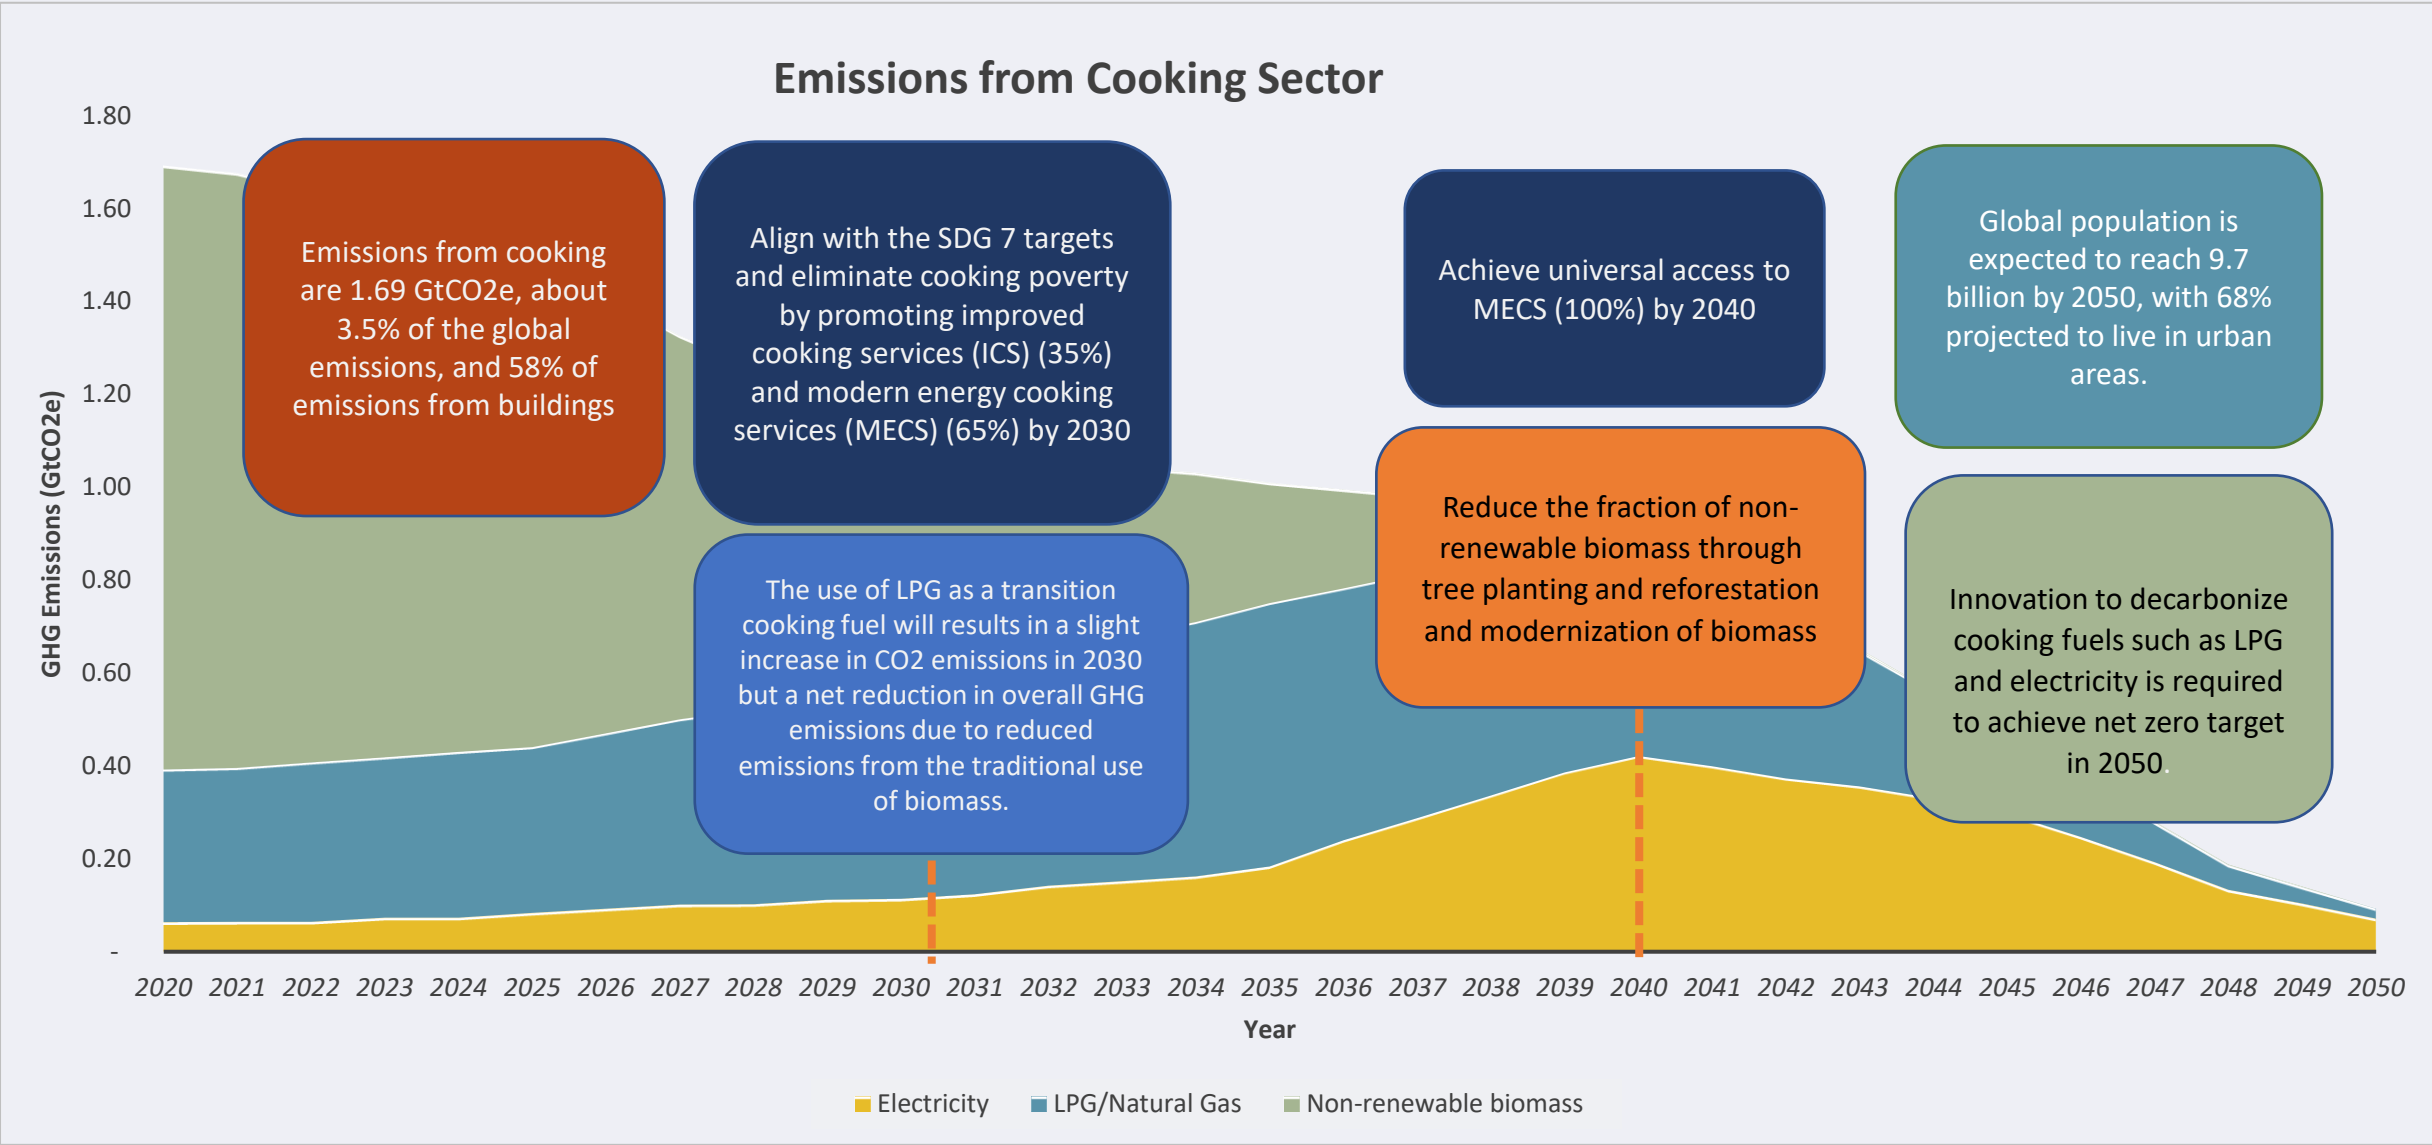 Emissions from Cooking Sector
1.80
1.60
1.40
1.20
1.00
0.80
0.60
0.40
0.20
-
GHG Emissions (GtCO2e)
Emissions from cooking
are 1.69 GtCO2e, about
3.5% of the global
emissions, and 58% of
emissions from buildings
Align with the SDG 7 targets
and eliminate cooking poverty
by promoting improved
cooking services (ICS) (35%)
and modern energy cooking
services (MECS) (65%) by 2030
The use of LPG as a transition
cooking fuel will results in a slight
increase in CO2 emissions in 2030
but a net reduction in overall GHG
emissions due to reduced
emissions from the traditional use
of biomass.
Achieve universal access to
MECS (100%) by 2040
Reduce the fraction of non-
renewable biomass through
tree planting and reforestation
and modernization of biomass
Global population is
expected to reach 9.7
billion by 2050, with 68%
projected to live in urban
areas.
Innovation to decarbonize
cooking fuels such as LPG
and electricity is required
to achieve net zero target
in 2050.
2020 2021 2022 2023 2024 2025 2026 2027 2028 2029 2030 2031 2032 2033 2034 2035 2036 2037 2038 2039 2040 2041 2042 2043 2044 2045 2046 2047 2048 2049 2050
Year
Electricity LPG/Natural Gas Non-renewable biomass